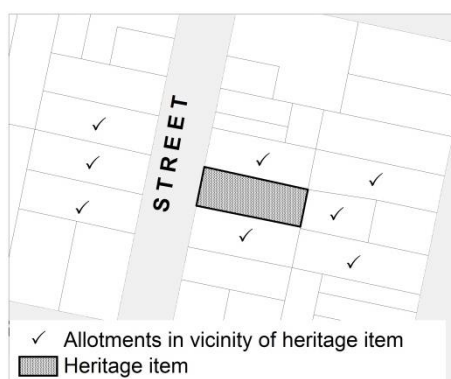 STREET
✓ Allotments in vicinity of heritage item
Heritage item